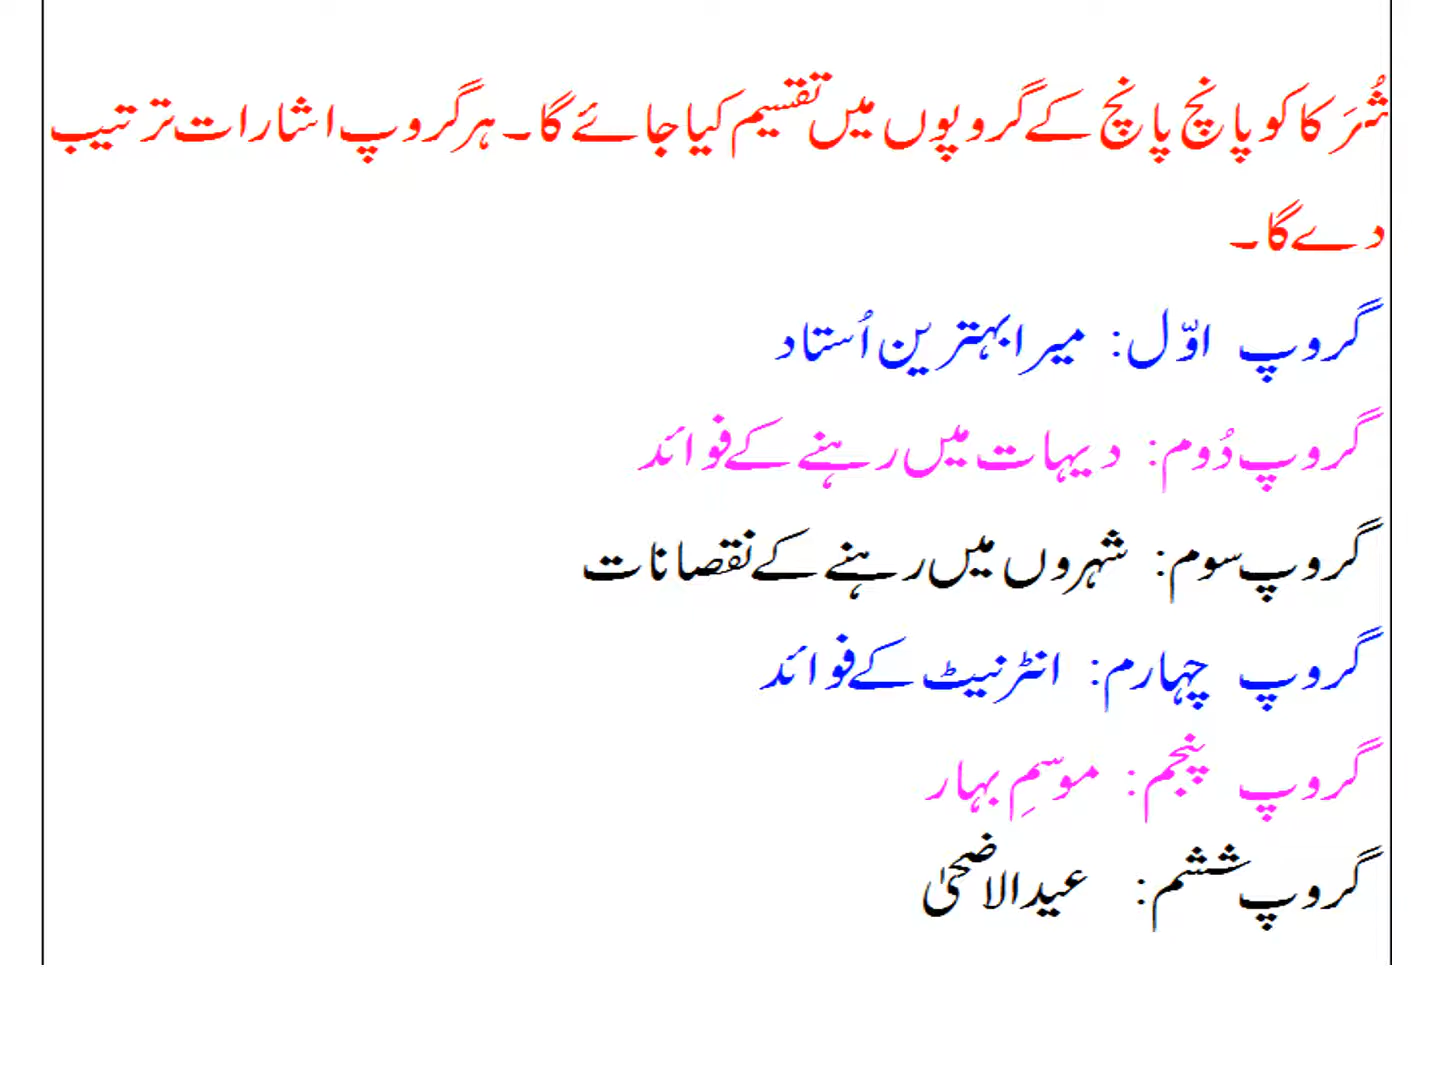 شُرَکا کو پانچ پانچ کے گروپوں میں تقسیم کیا جائے گا۔ ہر گروپ اشارات ترتیب
دے گا۔
گروپ اوّل: میرا بہترین اُستاد
گروپ دُوم: دیہات میں رہنے کے فوائد
گروپ سوم: شہروں میں رہنے کے نقصانات
گروپ چہارم: انٹرنیٹ کے فوائد
گروپ پنجم: موسمِ بہار
گروپ ششم: عیدالاضحیٰ